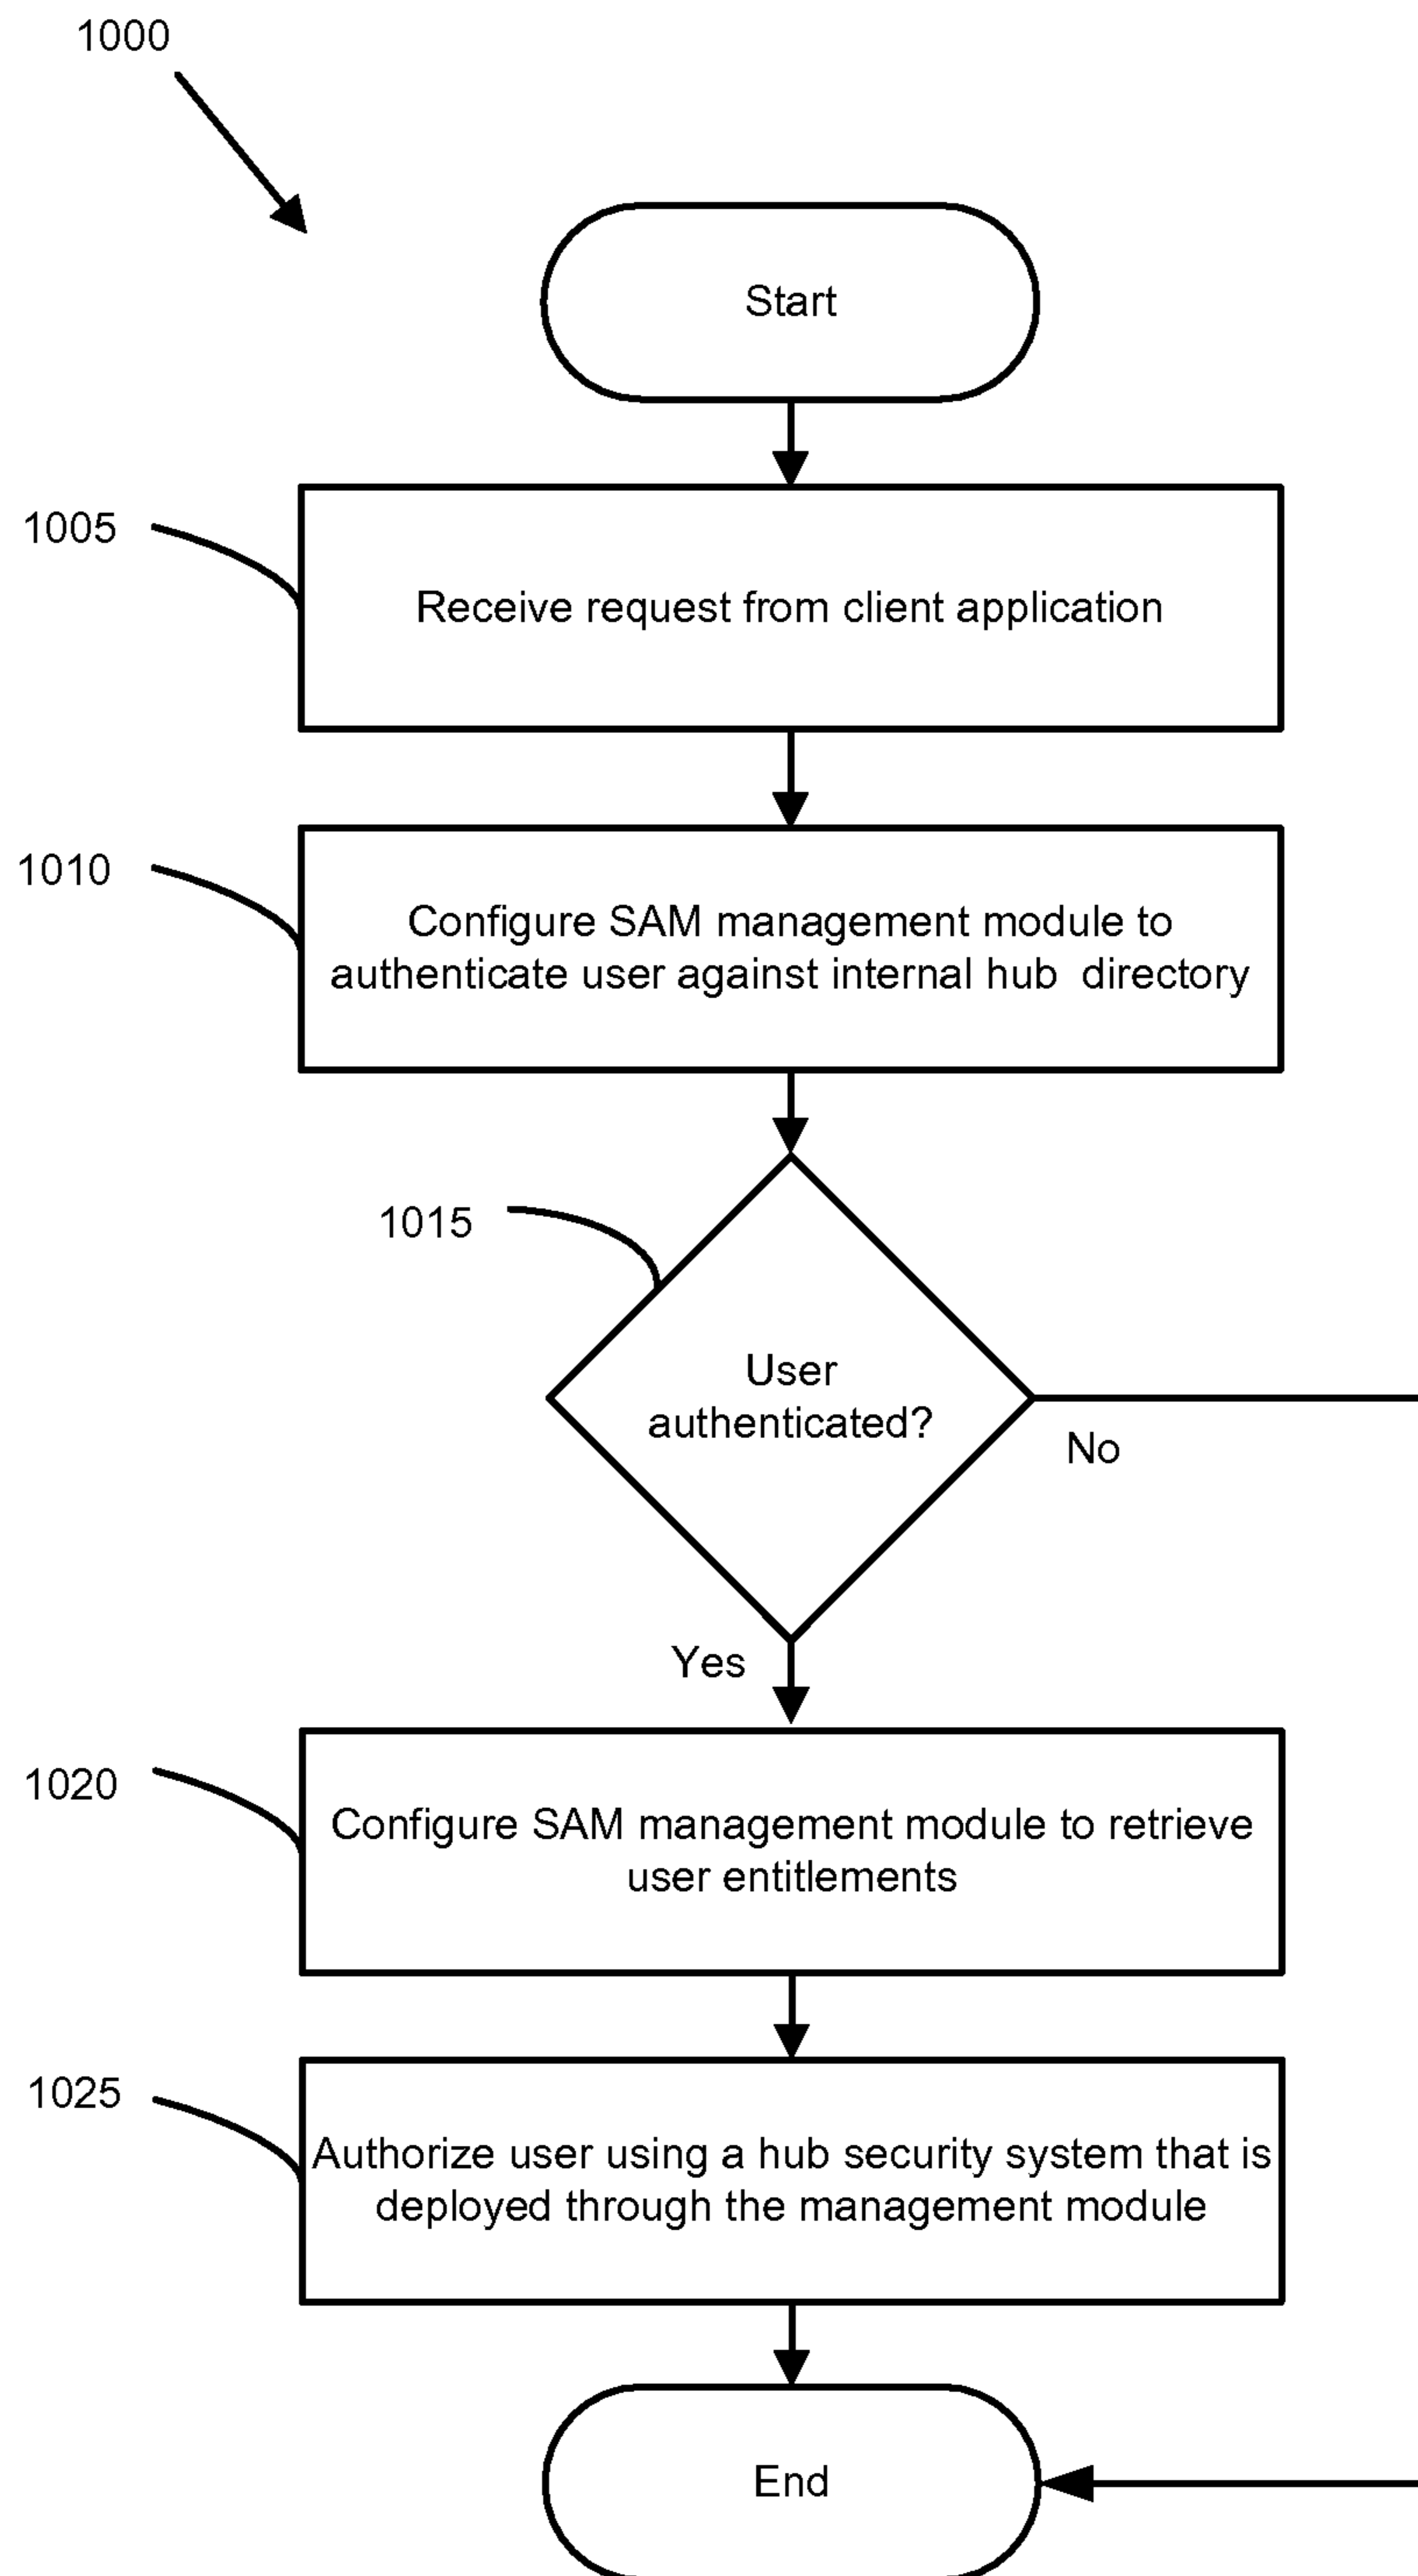 1000
Start
1005
Receive request from client application
1010
Configure SAM management module to
authenticate user against internal hub  directory
1015
User
authenticated?
No
Yes
1020
Configure SAM management module to retrieve
user entitlements
1025
Authorize user using a hub security system that is
deployed through the management module
End